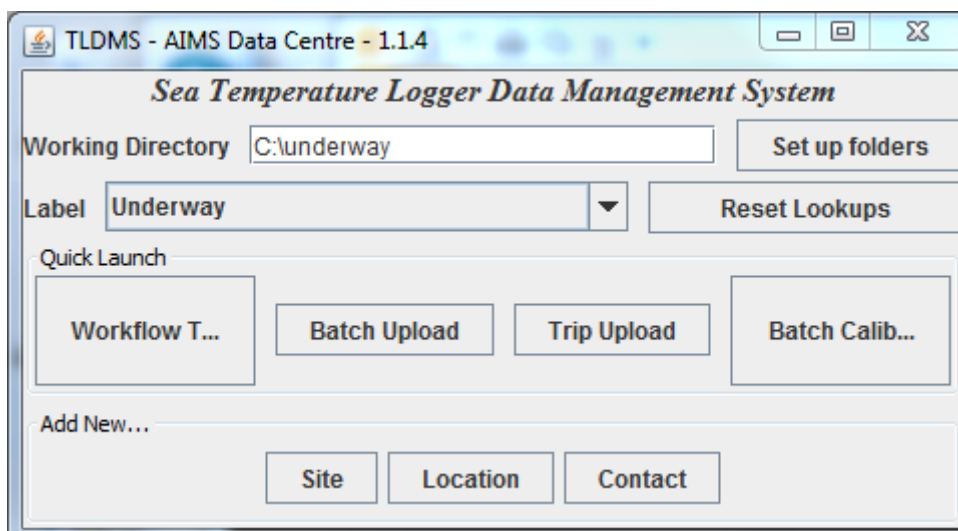 TLDMS - AIMS Data Centre - 1.1.4
Sea Temperature Logger Data Management System
Working Directory C:\underway Set up folders
Label Underway Reset Lookups
Quick Launch
Workflow T... Batch Upload Trip Upload Batch Calib...
Add New...
Site Location Contact